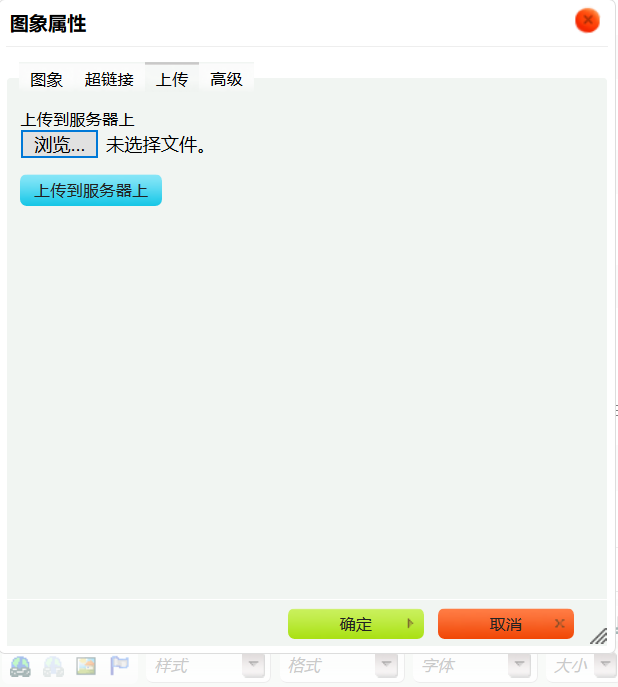 图象属性
图象 超链接 上传 高级
上传到服务器上
浏览... 未选择文件。
上传到服务器上
确定 取消
样式 格式 字体 大小